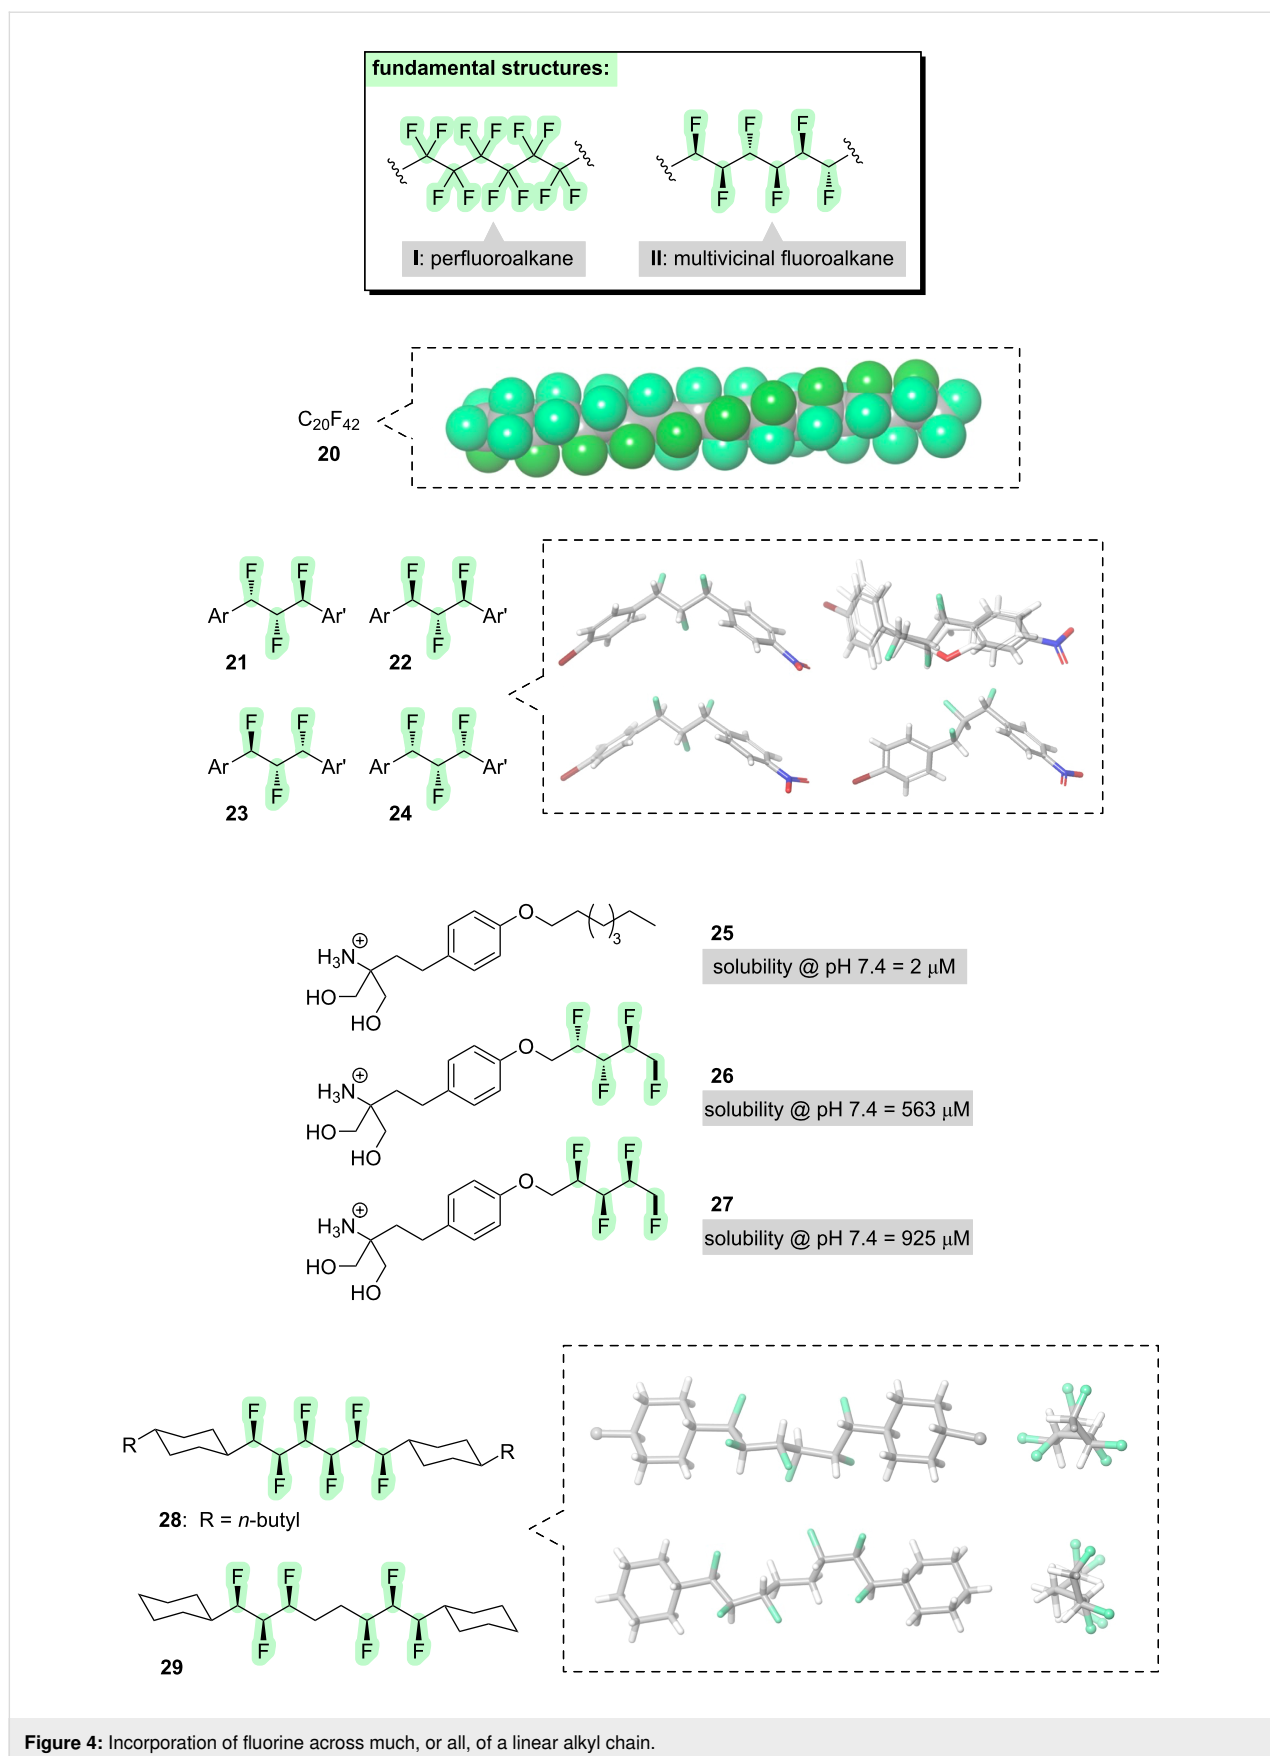 fundamental structures:
F F F F F F
F F F F F F
F F F
F F F
I: perfluoroalkane
II: multivicinal fluoroalkane
C20F42
20
F F F F
Ar Ar' Ar Ar'
F F
21 22
F F F F
Ar Ar' Ar Ar'
F F
23 24
O
3
H3N⊕
HO
HO
25
solubility @ pH 7.4 = 2 μM
F F
O
F F
H3N⊕
HO
HO
26
solubility @ pH 7.4 = 563 μM
F F
O
F F
H3N⊕
HO
HO
27
solubility @ pH 7.4 = 925 μM
F F F
R R
F F F
28: R = n-butyl
F F F
F F F
29
Figure 4: Incorporation of fluorine across much, or all, of a linear alkyl chain.